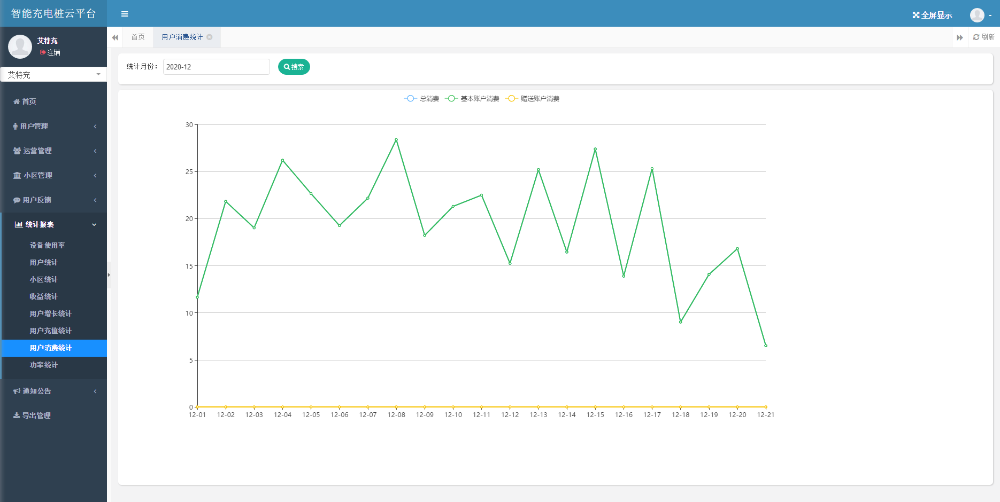 智能充电桩云平台
全屏显示
艾特充
注销
艾特充
首页
用户管理
运营管理
小区管理
用户反馈
统计报表
设备使用率
用户统计
小区统计
收益统计
用户增长统计
用户充值统计
用户消费统计
功率统计
通知公告
导出管理
首页
用户消费统计
刷新
统计月份：
2020-12
搜索
总消费
基本账户消费
赠送账户消费
30
25
20
15
10
5
0
12-01 12-02 12-03 12-04 12-05 12-06 12-07 12-08 12-09 12-10 12-11 12-12 12-13 12-14 12-15 12-16 12-17 12-18 12-19 12-20 12-21